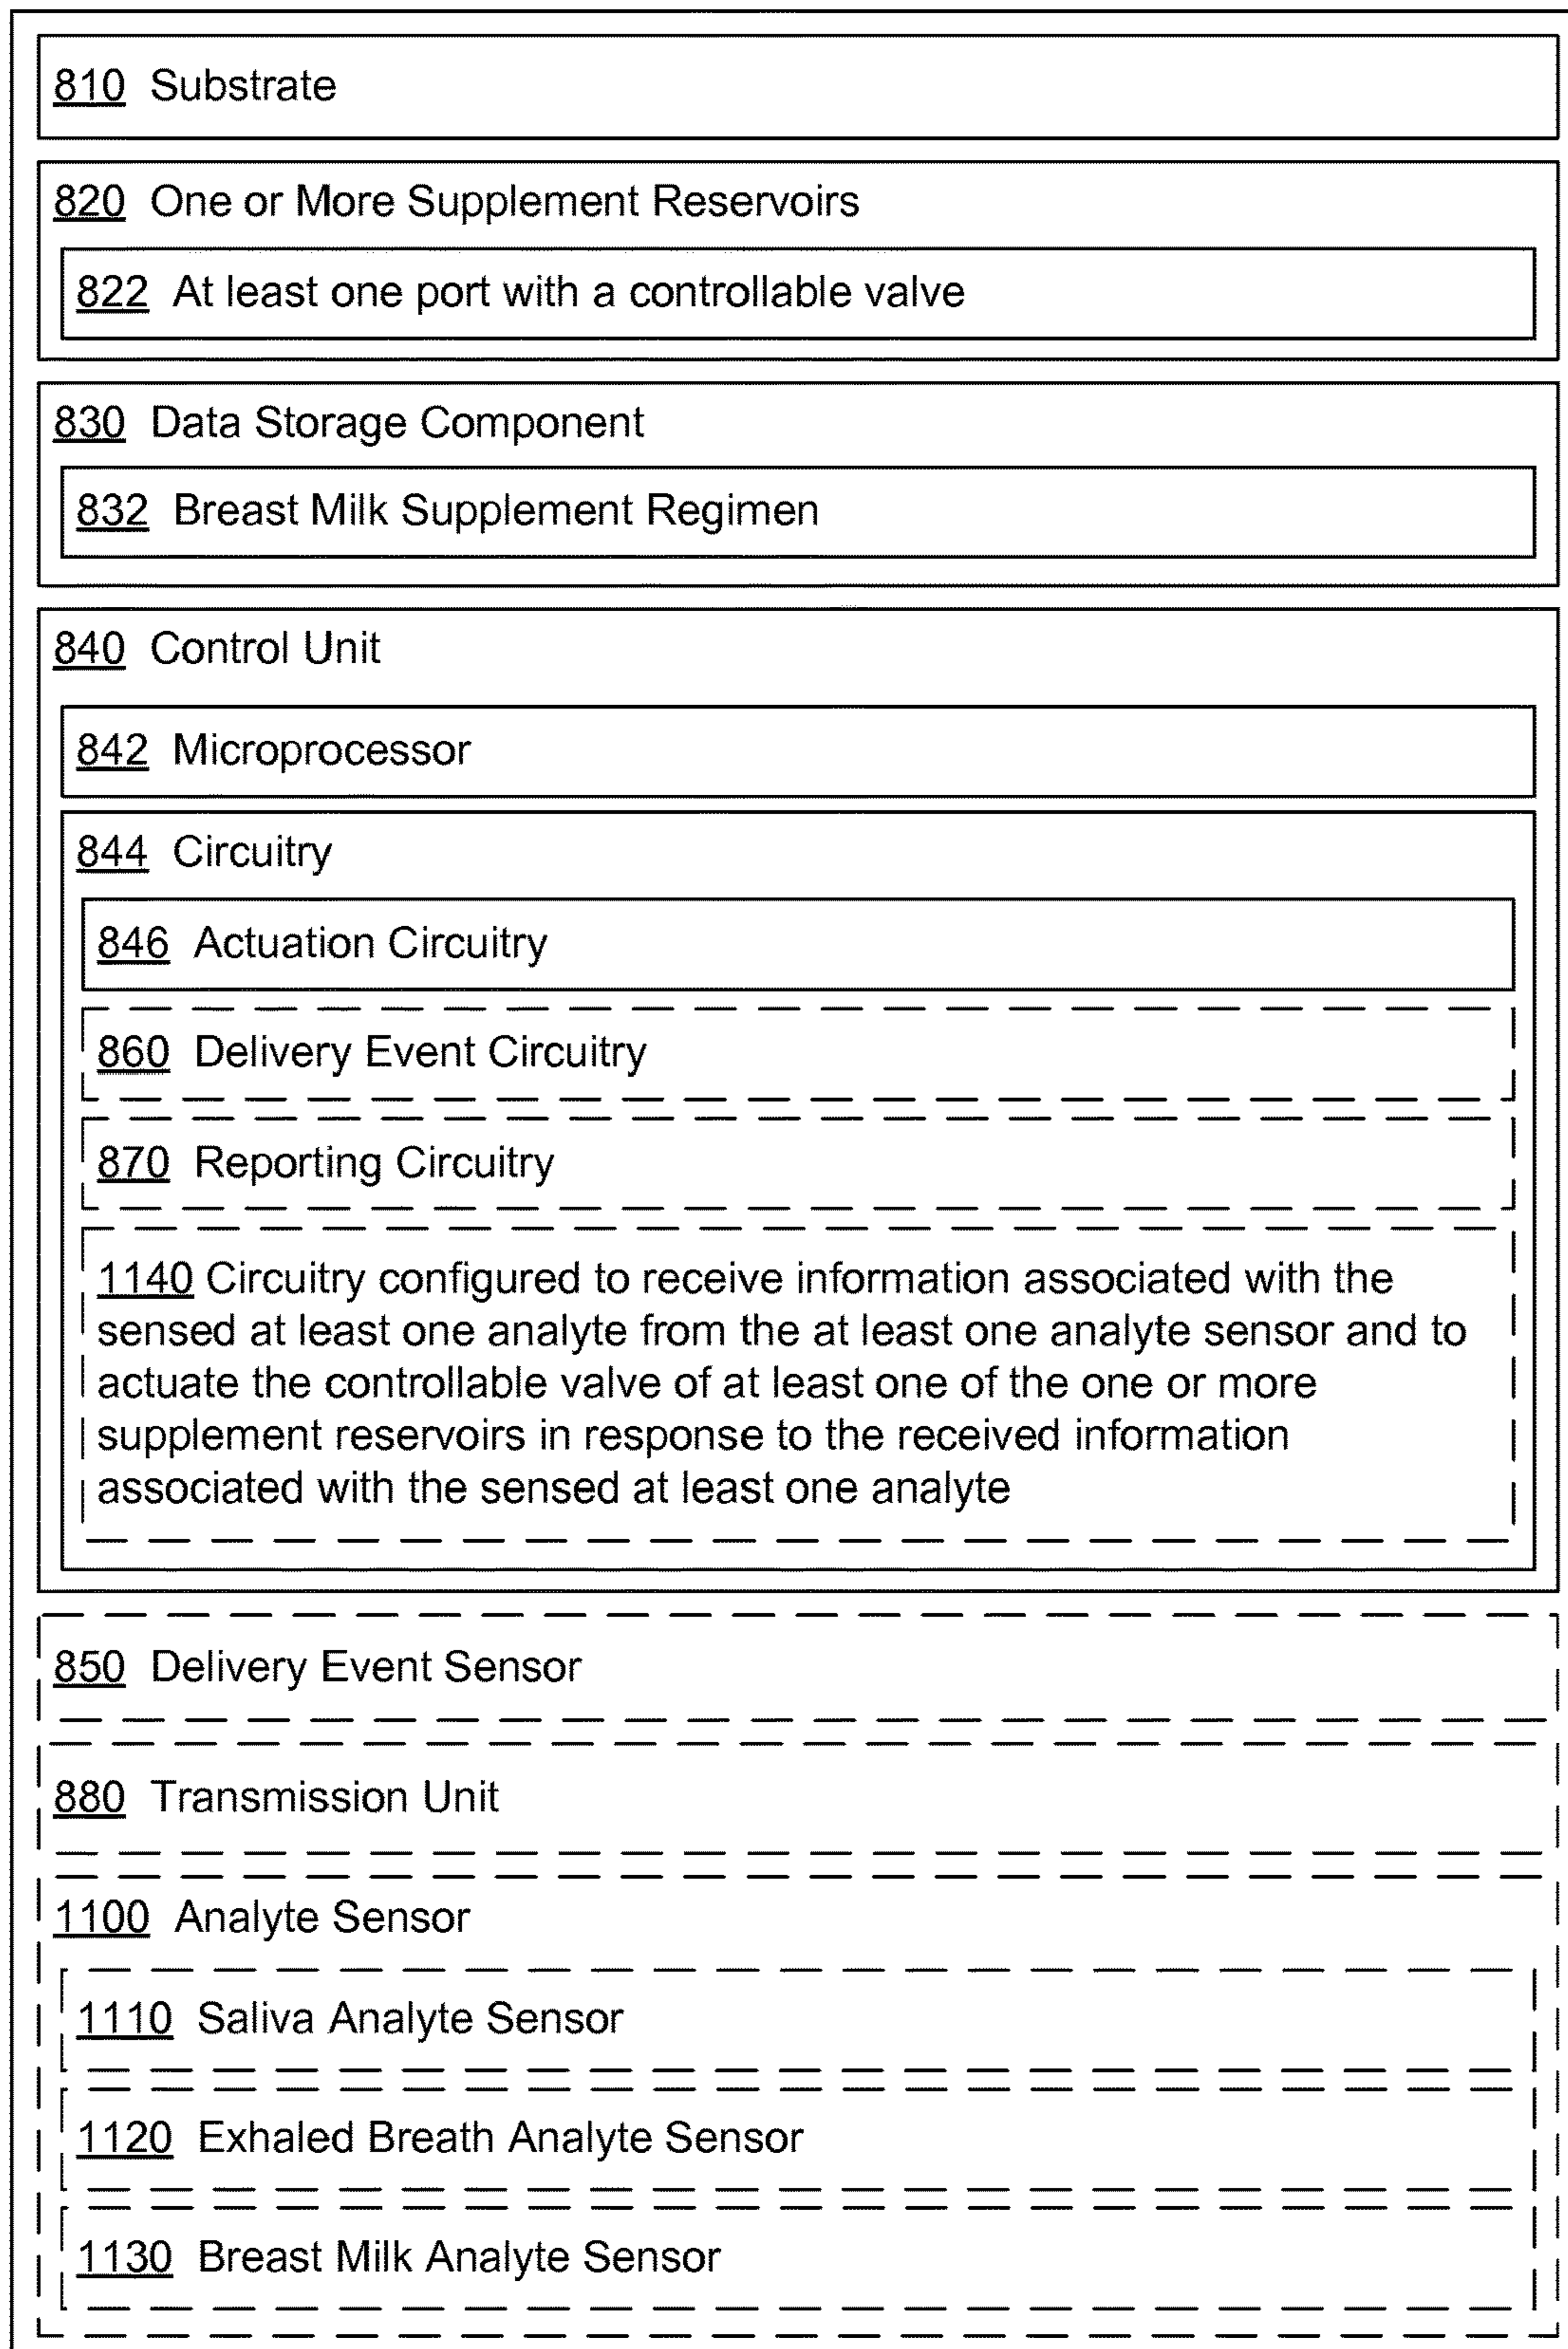 810 Substrate
820 One or More Supplement Reservoirs
822 At least one port with a controllable valve
830 Data Storage Component
832 Breast Milk Supplement Regimen
840 Control Unit
842 Microprocessor
844 Circuitry
846 Actuation Circuitry
860 Delivery Event Circuitry
870 Reporting Circuitry
1140 Circuitry configured to receive information associated with the
sensed at least one analyte from the at least one analyte sensor and to
actuate the controllable valve of at least one of the one or more
supplement reservoirs in response to the received information
associated with the sensed at least one analyte
850 Delivery Event Sensor
880 Transmission Unit
1100 Analyte Sensor
1110 Saliva Analyte Sensor
1120 Exhaled Breath Analyte Sensor
1130 Breast Milk Analyte Sensor